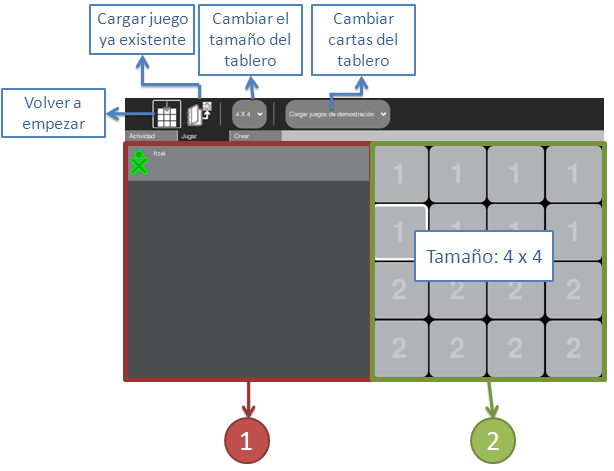 Cargar juego
ya existente
Cambiar el
tamaño del
tablero
Cambiar
cartas del
tablero
Volver a
empezar
4 X 4
Cargar juegos de demostración
Actividad
Jugar
Crear
Itzal
1 1 1 1
1 1 1 1
Tamaño: 4 x 4
2 2 2 2
2 2 2 2
1
2